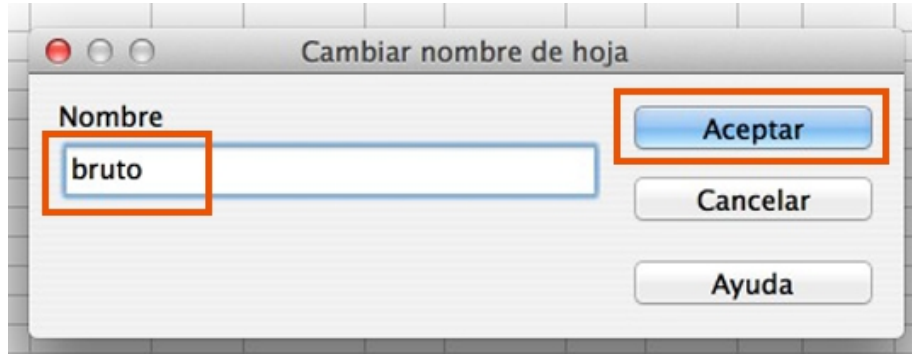 Cambiar nombre de hoja
Nombre
bruto
Aceptar
Cancelar
Ayuda